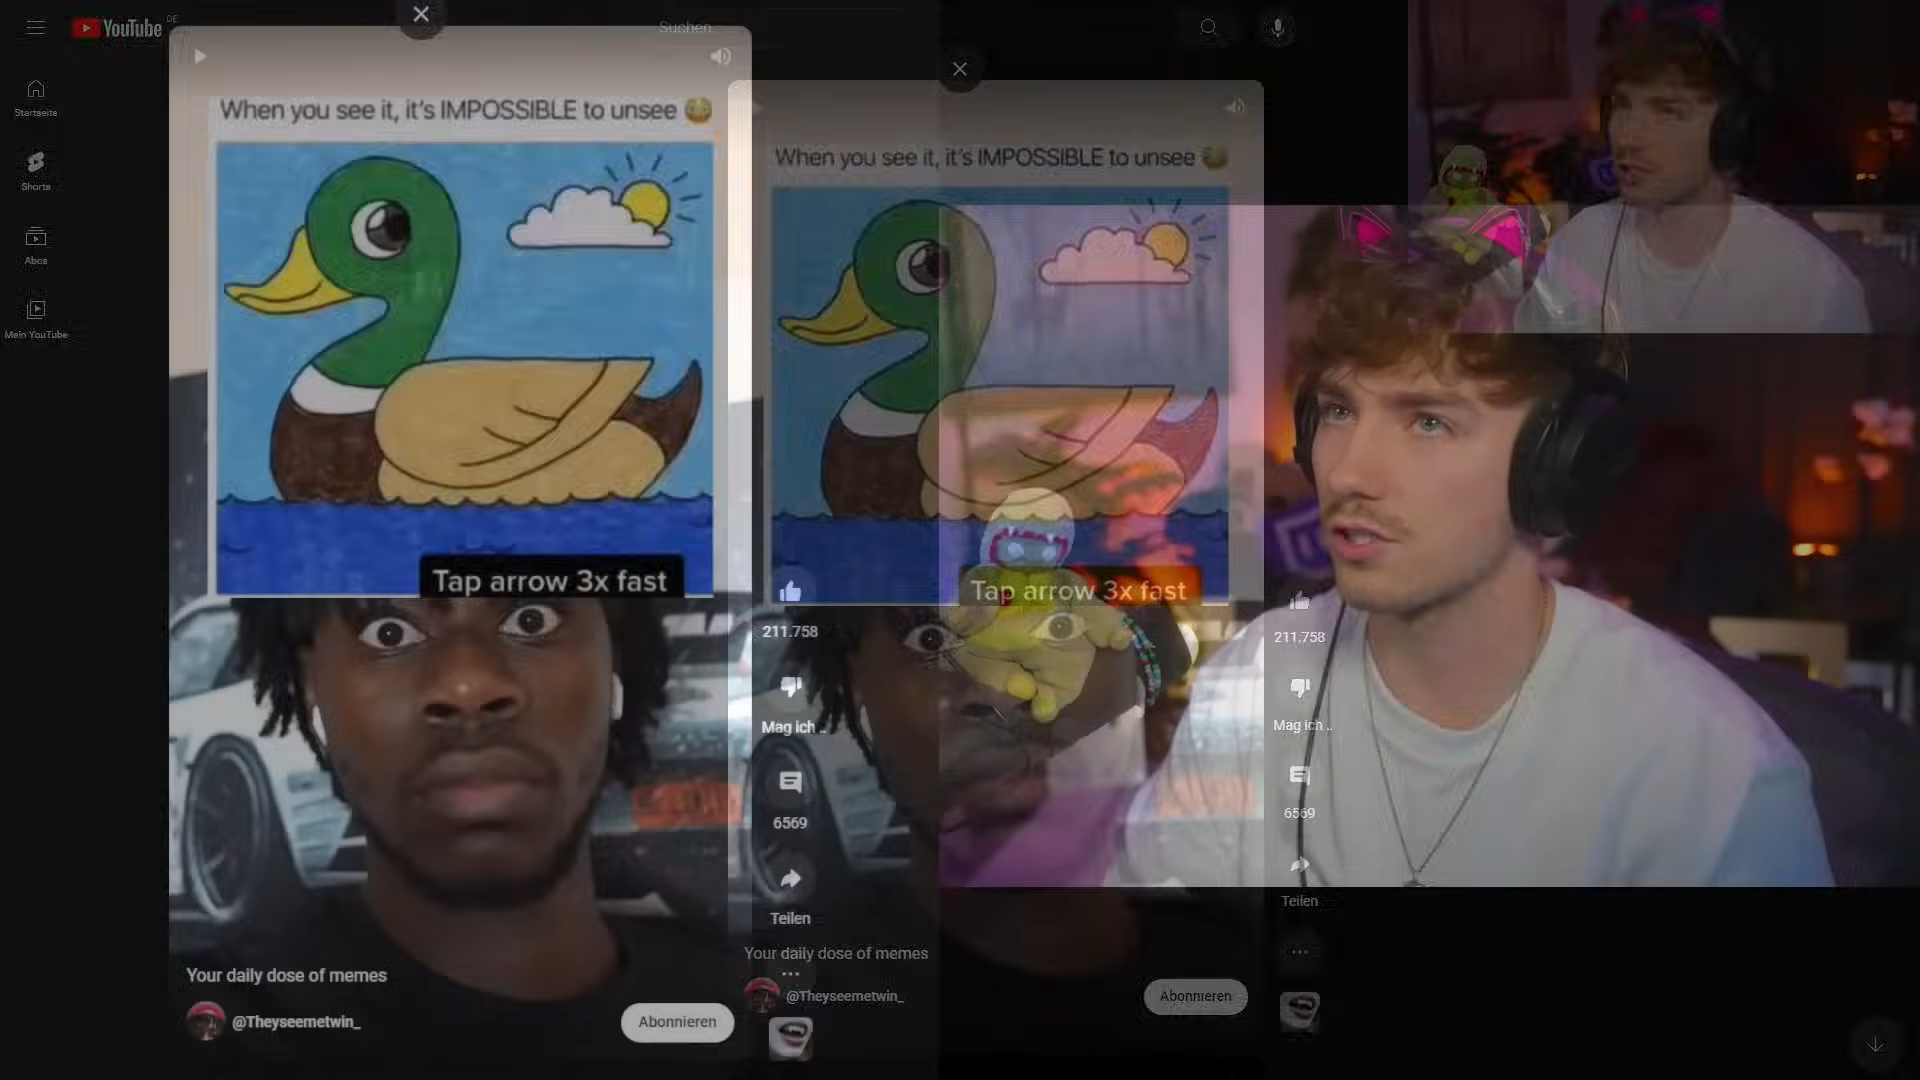 YouTube DE
Suchen
Startseite
Shorts
Abos
Mein YouTube
When you see it, it's IMPOSSIBLE to unsee
Tap arrow 3x fast
211.758
Mag ich ..
6569
Teilen
Your daily dose of memes
@Theyseemetwin_
Abonnieren
When you see it, it's IMPOSSIBLE to unsee
Tap arrow 3x fast
211.758
Mag ich ..
6569
Teilen
Your daily dose of memes
@Theyseemetwin_
Abonnieren